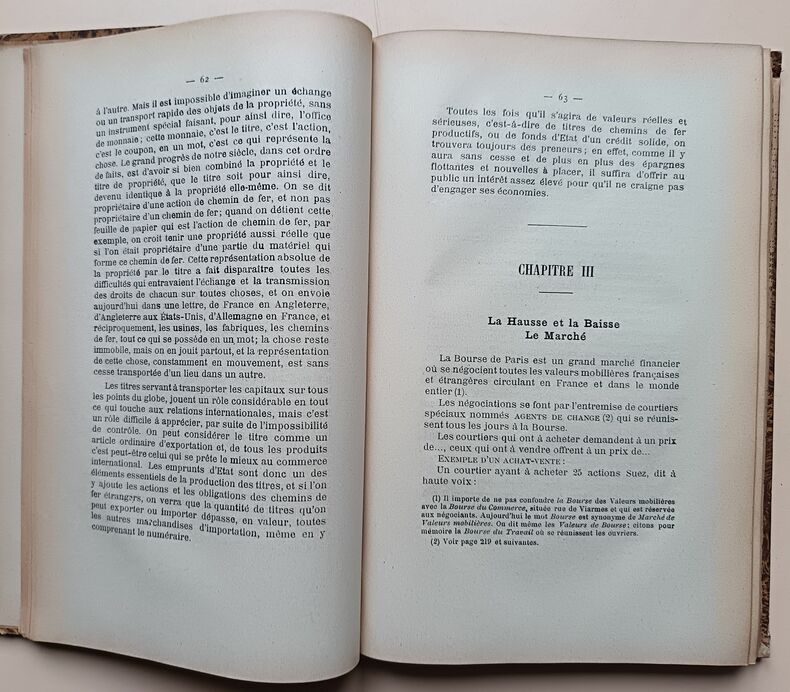 — 62 —
à l'autre. Mais il est impossible d'imaginer un échange
ou un transport rapide des objets de la propriété, sans
un instrument spécial faisant, pour ainsi dire, l'office
de monnaie ; cette monnaie, c'est le titre, c'est l'action,
c'est le coupon, en un mot, c'est ce qui représente la
chose. Le grand progrès de notre siècle, dans cet ordre
de faits, est d'avoir si bien combiné la propriété et le
titre de propriété, que le titre soit pour ainsi dire,
devenu identique à la propriété elle-même. On se dit
propriétaire d'une action de chemin de fer, et non pas
propriétaire d'un chemin de fer ; quand on détient cette
feuille de papier qui est l'action de chemin de fer, par
exemple, on croit tenir une propriété aussi réelle que
si l'on était propriétaire d'une partie du matériel qui
forme ce chemin de fer. Cette représentation absolue de
la propriété par le titre a fait disparaître toutes les
difficultés qui entravaient l'échange et la transmission
des droits de chacun sur toutes choses, et on envoie
aujourd'hui dans une lettre, de France en Angleterre,
d'Angleterre aux États-Unis, d'Allemagne en France, et
réciproquement, les usines, les fabriques, les chemins
de fer, tout ce qui se possède en un mot ; la chose reste
immobile, mais on en jouit partout, et la représentation
de cette chose, constamment en mouvement, est sans
cesse transportée d'un lieu dans un autre.
Les titres servant à transporter les capitaux sur tous
les points du globe, jouent un rôle considérable en tout
ce qui touche aux relations internationales, mais c'est
un rôle difficile à apprécier, par suite de l'impossibilité
de contrôle. On peut considérer le titre comme un
article ordinaire d'exportation et, de tous les produits
c'est peut-être celui qui se prête le mieux au commerce
international. Les emprunts d'Etat sont donc un des
éléments essentiels de la production des titres, et si l'on
y ajoute les actions et les obligations des chemins de
fer étrangers, on verra que la quantité de titres qu'on
peut exporter ou importer dépasse, en valeur, toutes
les autres marchandises d'importation, même en y
comprenant le numéraire.
— 63 —
Toutes les fois qu'il s'agira de valeurs réelles et
sérieuses, c'est-à-dire de titres de chemins de fer
productifs, ou de fonds d'Etat d'un crédit solide, on
trouvera toujours des preneurs ; en effet, comme il y
aura sans cesse et de plus en plus des épargnes
flottantes et nouvelles à placer, il suffira d'offrir au
public un intérêt assez élevé pour qu'il ne craigne pas
d'engager ses économies.
CHAPITRE III
La Hausse et la Baisse
Le Marché
La Bourse de Paris est un grand marché financier
où se négocient toutes les valeurs mobilières françaises
et étrangères circulant en France et dans le monde
entier (1).
Les négociations se font par l'entremise de courtiers
spéciaux nommés AGENTS DE CHANGE (2) qui se réunis-
sent tous les jours à la Bourse.
Les courtiers qui ont à acheter demandent à un prix
de..., ceux qui ont à vendre offrent à un prix de...
EXEMPLE D'UN ACHAT-VENTE :
Un courtier ayant à acheter 25 actions Suez, dit à
haute voix :
(1) Il importe de ne pas confondre la Bourse des Valeurs mobilières
avec la Bourse du Commerce, située rue de Viarmes et qui est réservée
aux négociants. Aujourd'hui le mot Bourse est synonyme de Marché de
Valeurs mobilières. On dit même les Valeurs de Bourse ; citons pour
mémoire la Bourse du Travail où se réunissent les ouvriers.
(2) Voir page 219 et suivantes.